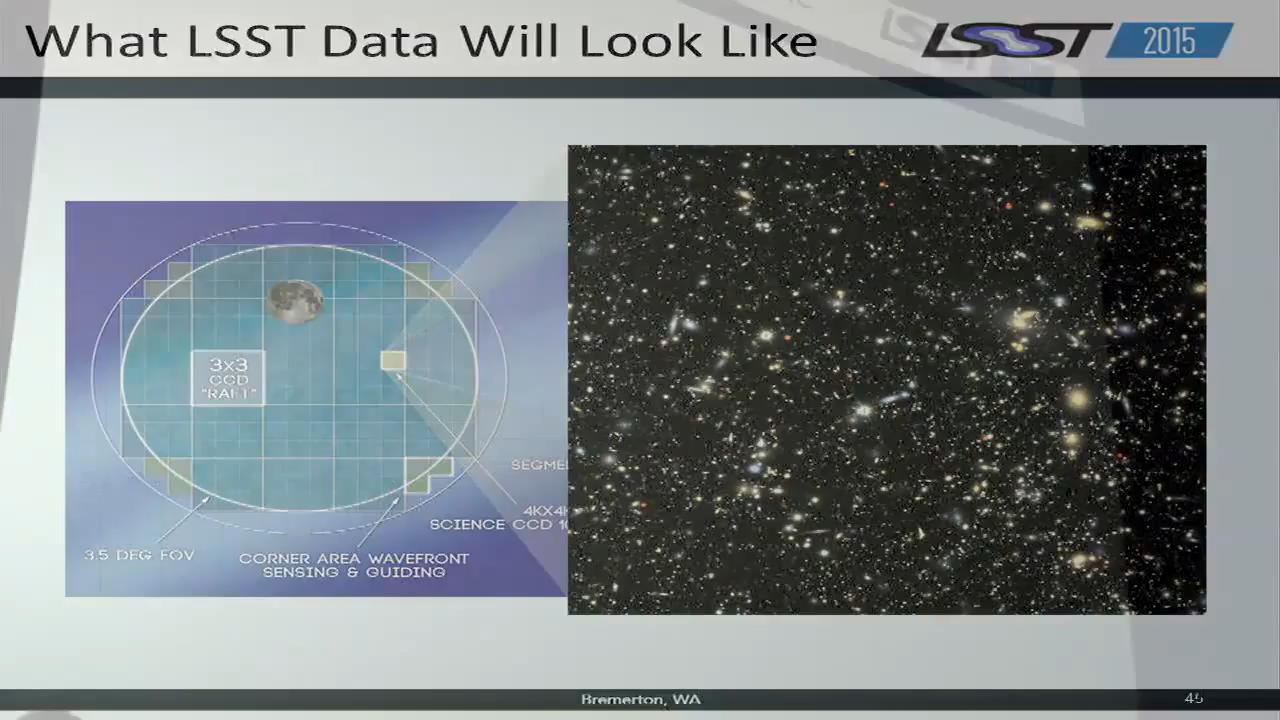 What LSST Data Will Look Like
LSST 2015
3x3
CCD
"RAFT"
SEGME
4KX4K
SCIENCE CCD
3.5 DEG FOV
CORNER AREA WAVEFRONT
SENSING & GUIDING
Bremerton, WA